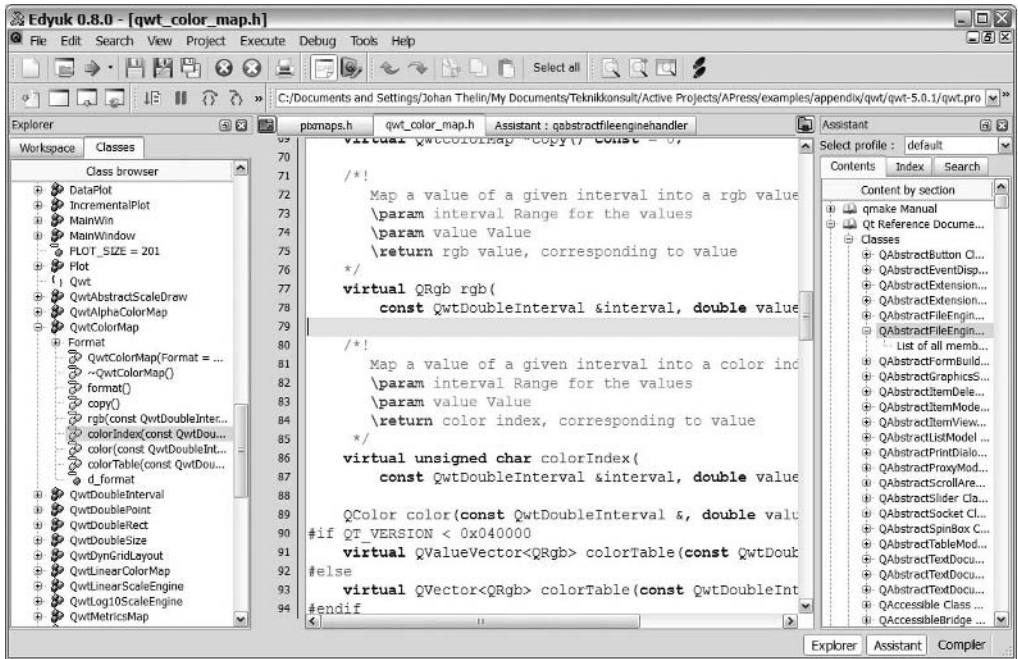 Edyuk 0.8.0 - [qwt_color_map.h]
File Edit Search View Project Execute Debug Tools Help
Select all
C:/Documents and Settings/Johan Thelin/My Documents/Teknikkonsult/Active Projects/APress/examples/appendix/qwt/qwt-5.0.1/qwt.pro
Explorer
Workspace Classes
Class browser
DataPlot
IncrementalPlot
MainWin
MainWindow
PLOT_SIZE = 201
Plot
Qwt
QwtAbstractScaleDraw
QwtAlphaColorMap
QwtColorMap
Format
QwtColorMap(Format = ...
~QwtColorMap()
format()
copy()
rgb(const QwtDoubleInter...
colorIndex(const QwtDou...
color(const QwtDoubleInt...
colorTable(const QwtDou...
d_format
QwtDoubleInterval
QwtDoublePoint
QwtDoubleRect
QwtDoubleSize
QwtDynGridLayout
QwtLinearColorMap
QwtLinearScaleEngine
QwtLog10ScaleEngine
QwtMetricsMap
pixmaps.h qwt_color_map.h Assistant : qabstractfileenginehandler
69 virtual QwtColorMap *copy() const = 0;
70
71 /*!
72 Map a value of a given interval into a rgb value
73 \param interval Range for the values
74 \param value Value
75 \return rgb value, corresponding to value
76 */
77 virtual QRgb rgb(
78 const QwtDoubleInterval &interval, double value
79
80 /*!
81 Map a value of a given interval into a color ind
82 \param interval Range for the values
83 \param value Value
84 \return color index, corresponding to value
85 */
86 virtual unsigned char colorIndex(
87 const QwtDoubleInterval &interval, double value
88
89 QColor color(const QwtDoubleInterval &, double valu
90 #if QT_VERSION < 0x040000
91 virtual QValueVector<QRgb> colorTable(const QwtDoub
92 #else
93 virtual QVector<QRgb> colorTable(const QwtDoubleInt
94 #endif
Assistant
Select profile : default
Contents Index Search
Content by section
qmake Manual
Qt Reference Docume...
Classes
QAbstractButton Cl...
QAbstractEventDisp...
QAbstractExtension...
QAbstractExtension...
QAbstractFileEngin...
QAbstractFileEngin...
List of all memb...
QAbstractFormBuild...
QAbstractGraphicsS...
QAbstractItemDele...
QAbstractItemMode...
QAbstractItemView...
QAbstractListModel ...
QAbstractPrintDialo...
QAbstractProxyMod...
QAbstractScrollAre...
QAbstractSlider Cla...
QAbstractSocket Cl...
QAbstractSpinBox C...
QAbstractTableMod...
QAbstractTextDocu...
QAbstractTextDocu...
QAbstractTextDocu...
QAccessible Class ...
QAccessibleBridge ...
Explorer Assistant Compiler